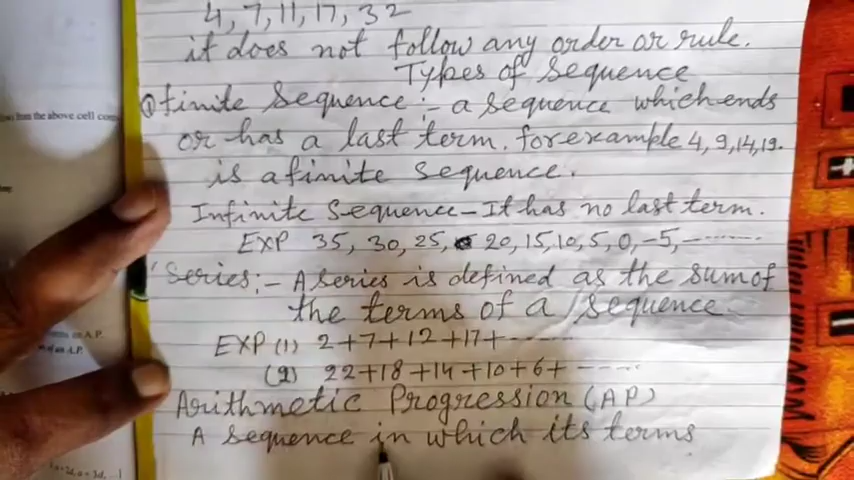 4, 7, 11, 17, 32
it does not follow any order or rule.
Types of Sequence
① finite Sequence :- a sequence which ends
or has a last term. for example 4, 9, 14, 19.
is a finite sequence.
Infinite Sequence - It has no last term.
EXP 35, 30, 25, 20, 15, 10, 5, 0, -5, -------
Series :- A series is defined as the sum of
the terms of a sequence
EXP (1) 2+7+12+17+-------
(2) 22+18+14+10+6+-----
Arithmetic Progression (AP)
A sequence in which its terms
the above cell